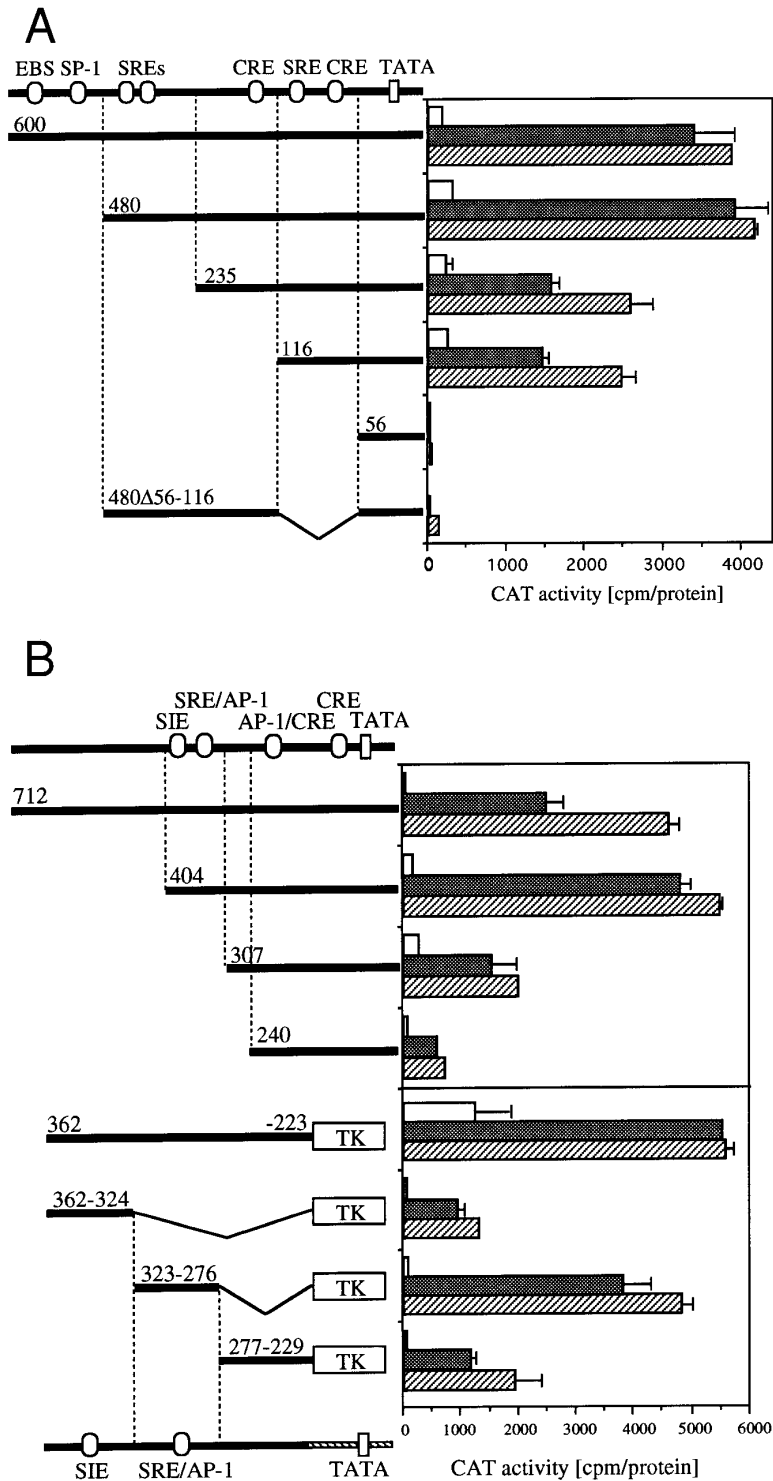 A
EBS SP-1 SREs CRE SRE CRE TATA
600
480
235
116
56
480Δ56-116
0 1000 2000 3000 4000
CAT activity [cpm/protein]
B
SRE/AP-1 CRE
SIE AP-1/CRE TATA
712
404
307
240
362 -223 TK
362-324 TK
323-276 TK
277-229 TK
0 1000 2000 3000 4000 5000 6000
SIE SRE/AP-1 TATA
CAT activity [cpm/protein]